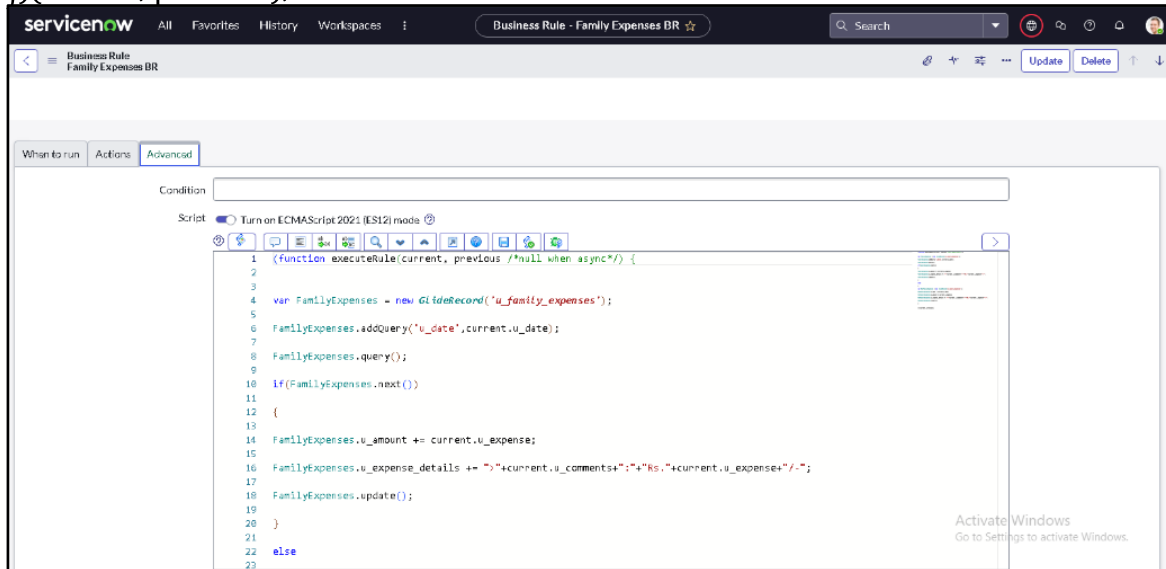 servicenow All Favorites History Workspaces Business Rule - Family Expenses BR Search
Business Rule
Family Expenses BR
Update Delete
When to run Actions Advanced
Condition
Script Turn on ECMAScript 2021 (ES12) mode
1 (function executeRule(current, previous /*null when async*/) {
2
3
4 var FamilyExpenses = new GlideRecord('u_family_expenses');
5
6 FamilyExpenses.addQuery('u_date',current.u_date);
7
8 FamilyExpenses.query();
9
10 if(FamilyExpenses.next())
11
12 {
13
14 FamilyExpenses.u_amount += current.u_expense;
15
16 FamilyExpenses.u_expense_details += ">"+current.u_comments+":"+"Rs."+current.u_expense+"/-";
17
18 FamilyExpenses.update();
19
20 }
21
22 else
23
Activate Windows
Go to Settings to activate Windows.